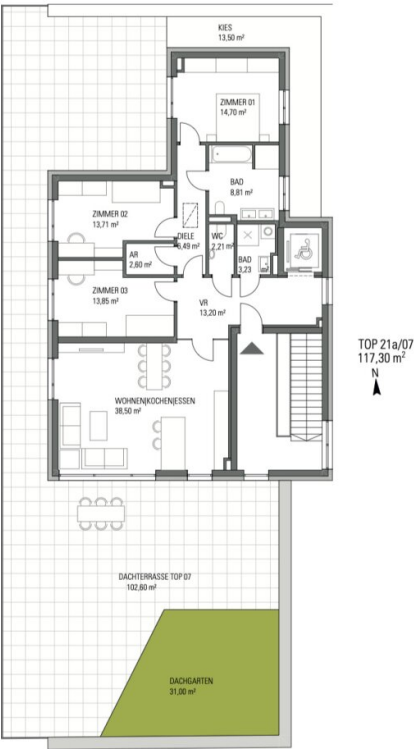 KIES
13,50 m²
ZIMMER 01
14,70 m²
BAD
8,81 m²
ZIMMER 02
13,71 m²
DIELE
6,49 m²
WC
2,21 m²
AR
2,60 m²
BAD
3,23
ZIMMER 03
13,85 m²
VR
13,20 m²
TOP 21a/07
117,30 m²
N
WOHNEN|KOCHEN|ESSEN
38,50 m²
DACHTERRASSE TOP 07
102,60 m²
DACHGARTEN
31,00 m²